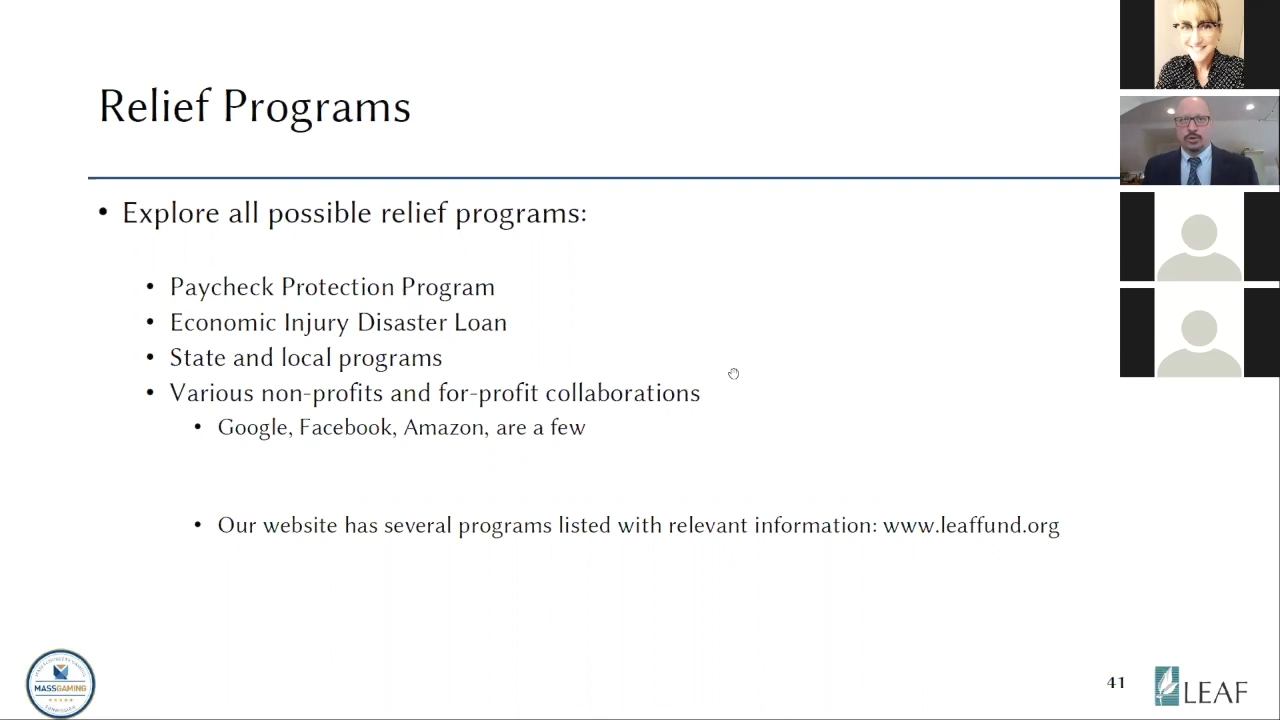 Relief Programs
• Explore all possible relief programs:
• Paycheck Protection Program
• Economic Injury Disaster Loan
• State and local programs
• Various non-profits and for-profit collaborations
• Google, Facebook, Amazon, are a few
• Our website has several programs listed with relevant information: www.leaffund.org
MASSGAMING
COMMISSION
41
LEAF